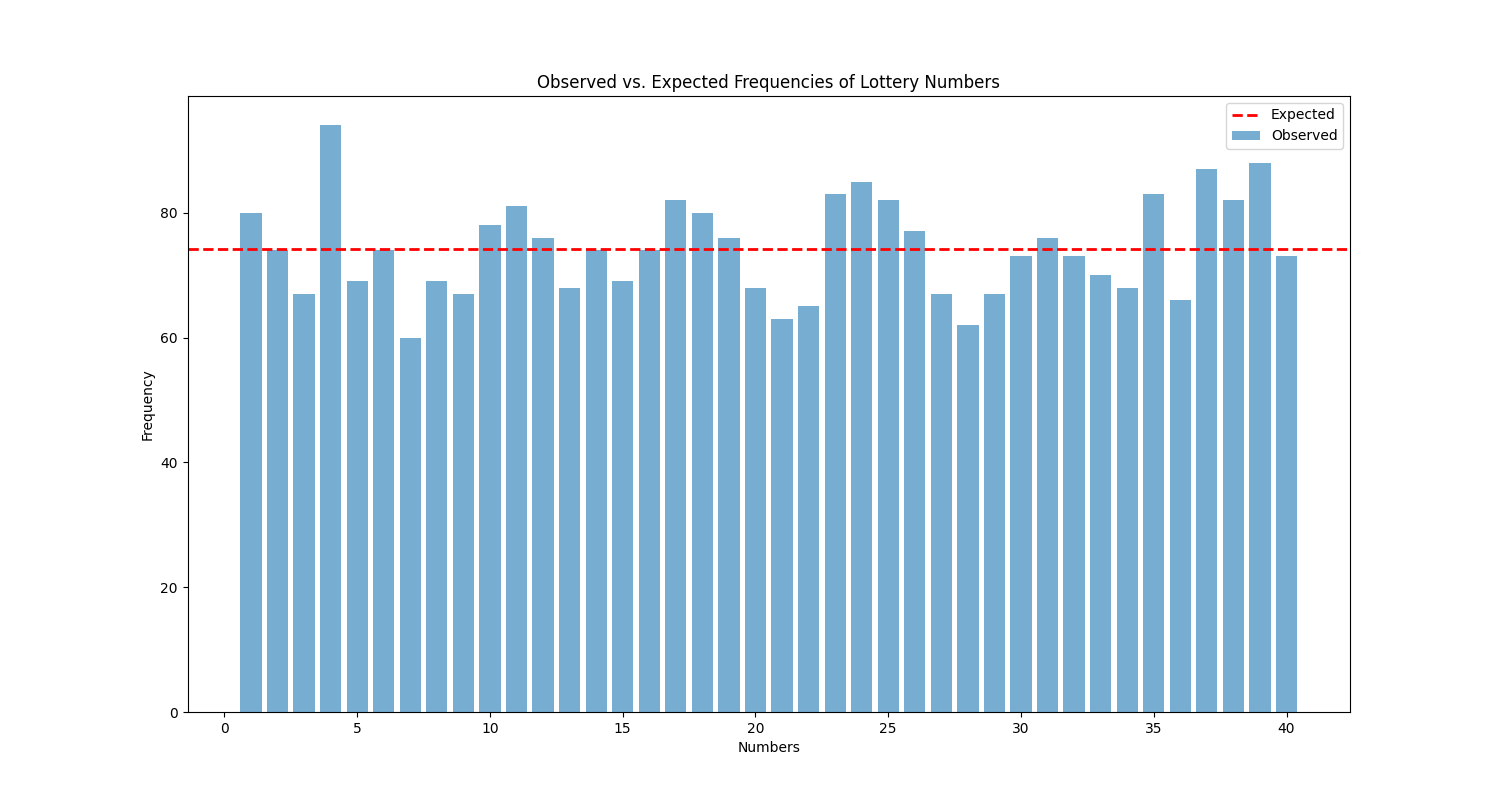 Observed vs. Expected Frequencies of Lottery Numbers
Expected
Observed
80
60
40
20
0
Frequency
0 5 10 15 20 25 30 35 40
Numbers